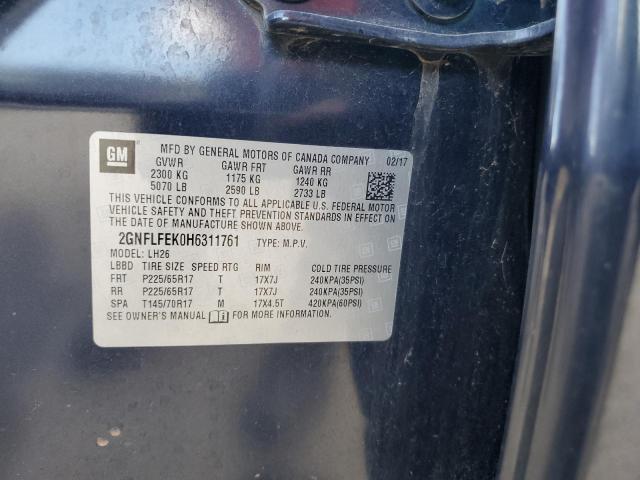 GM
MFD BY GENERAL MOTORS OF CANADA COMPANY 02/17
GVWR GAWR FRT GAWR RR
2300 KG 1175 KG 1240 KG
5070 LB 2590 LB 2733 LB
THIS VEHICLE CONFORMS TO ALL APPLICABLE U.S. FEDERAL MOTOR
VEHICLE SAFETY AND THEFT PREVENTION STANDARDS IN EFFECT
ON THE DATE OF MANUFACTURE SHOWN ABOVE.
2GNFLFEK0H6311761 TYPE: M.P.V.
MODEL: LH26
LBBD TIRE SIZE SPEED RTG RIM COLD TIRE PRESSURE
FRT P225/65R17 T 17X7J 240KPA(35PSI)
RR P225/65R17 T 17X7J 240KPA(35PSI)
SPA T145/70R17 M 17X4.5T 420KPA(60PSI)
SEE OWNER'S MANUAL FOR MORE INFORMATION.